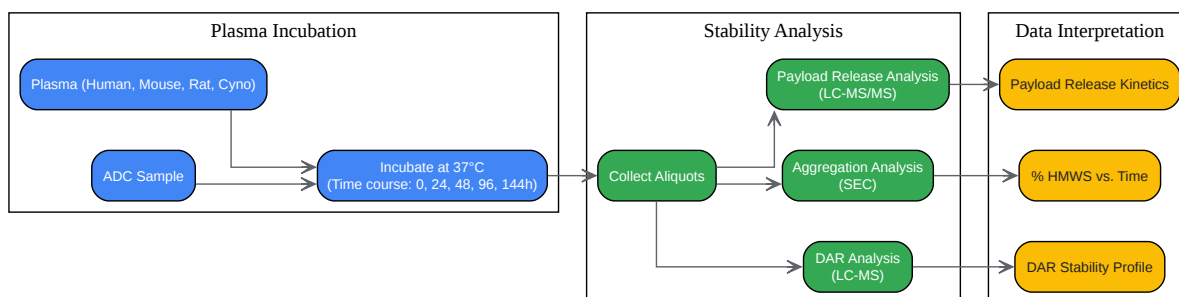 Plasma Incubation
Plasma (Human, Mouse, Rat, Cyno)
ADC Sample
Incubate at 37°C
(Time course: 0, 24, 48, 96, 144h)
Stability Analysis
Collect Aliquots
Payload Release Analysis
(LC-MS/MS)
Aggregation Analysis
(SEC)
DAR Analysis
(LC-MS)
Data Interpretation
Payload Release Kinetics
% HMWS vs. Time
DAR Stability Profile